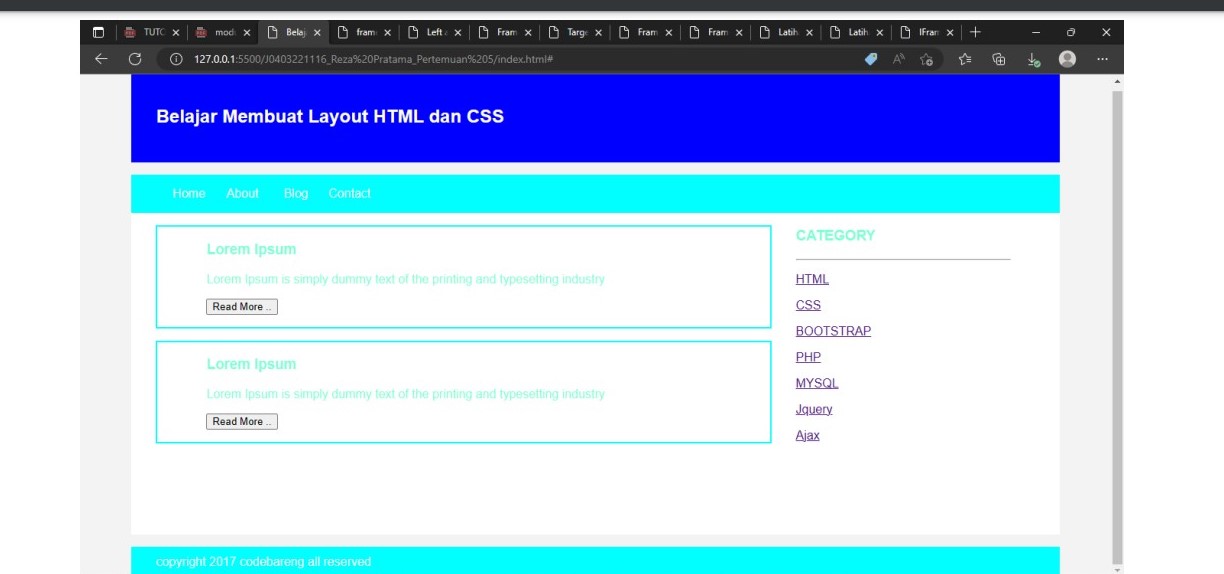 TUTO
mod
Belaj
fram
Left
Fram
Targ
Fram
Fram
Latih
Latih
IFran
127.0.0.1:5500/J0403221116_Reza%20Pratama_Pertemuan%205/index.html#
Belajar Membuat Layout HTML dan CSS
Home About Blog Contact
Lorem Ipsum
Lorem Ipsum is simply dummy text of the printing and typesetting industry
Read More ..
Lorem Ipsum
Lorem Ipsum is simply dummy text of the printing and typesetting industry
Read More ..
CATEGORY
HTML
CSS
BOOTSTRAP
PHP
MYSQL
Jquery
Ajax
copyright 2017 codebareng all reserved